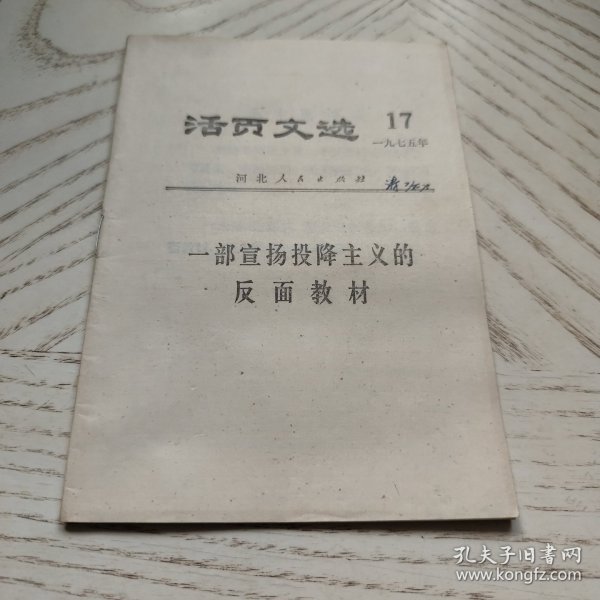 活页文选 17
一九七五年
河北人民出版社
一部宣扬投降主义的
反面教材
孔夫子旧书网
www.kongfz.com